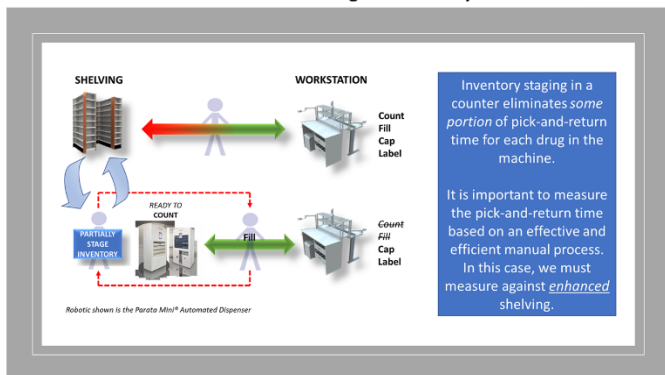 SHELVING
WORKSTATION
Count
Fill
Cap
Label
READY TO
COUNT
PARTIALLY
STAGE
INVENTORY
Fill
Count
Fill
Cap
Label
Robotic shown is the Parata Mini® Automated Dispenser
Inventory staging in a
counter eliminates some
portion of pick-and-return
time for each drug in the
machine.
It is important to measure
the pick-and-return time
based on an effective and
efficient manual process.
In this case, we must
measure against enhanced
shelving.